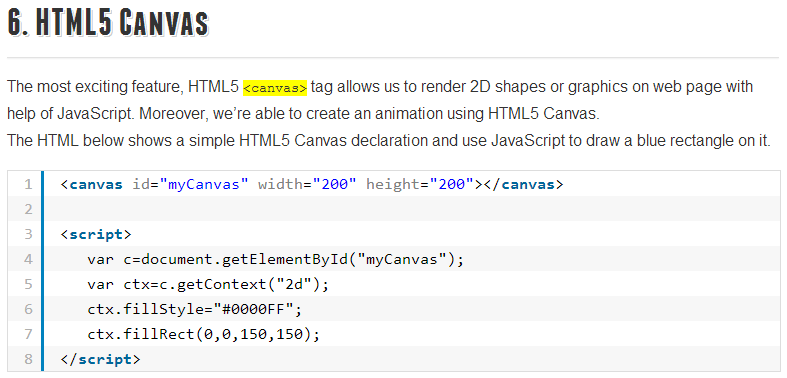 6. HTML5 Canvas
The most exciting feature, HTML5 <canvas> tag allows us to render 2D shapes or graphics on web page with
help of JavaScript. Moreover, we’re able to create an animation using HTML5 Canvas.
The HTML below shows a simple HTML5 Canvas declaration and use JavaScript to draw a blue rectangle on it.
1 <canvas id="myCanvas" width="200" height="200"></canvas>
2
3 <script>
4 var c=document.getElementById("myCanvas");
5 var ctx=c.getContext("2d");
6 ctx.fillStyle="#0000FF";
7 ctx.fillRect(0,0,150,150);
8 </script>